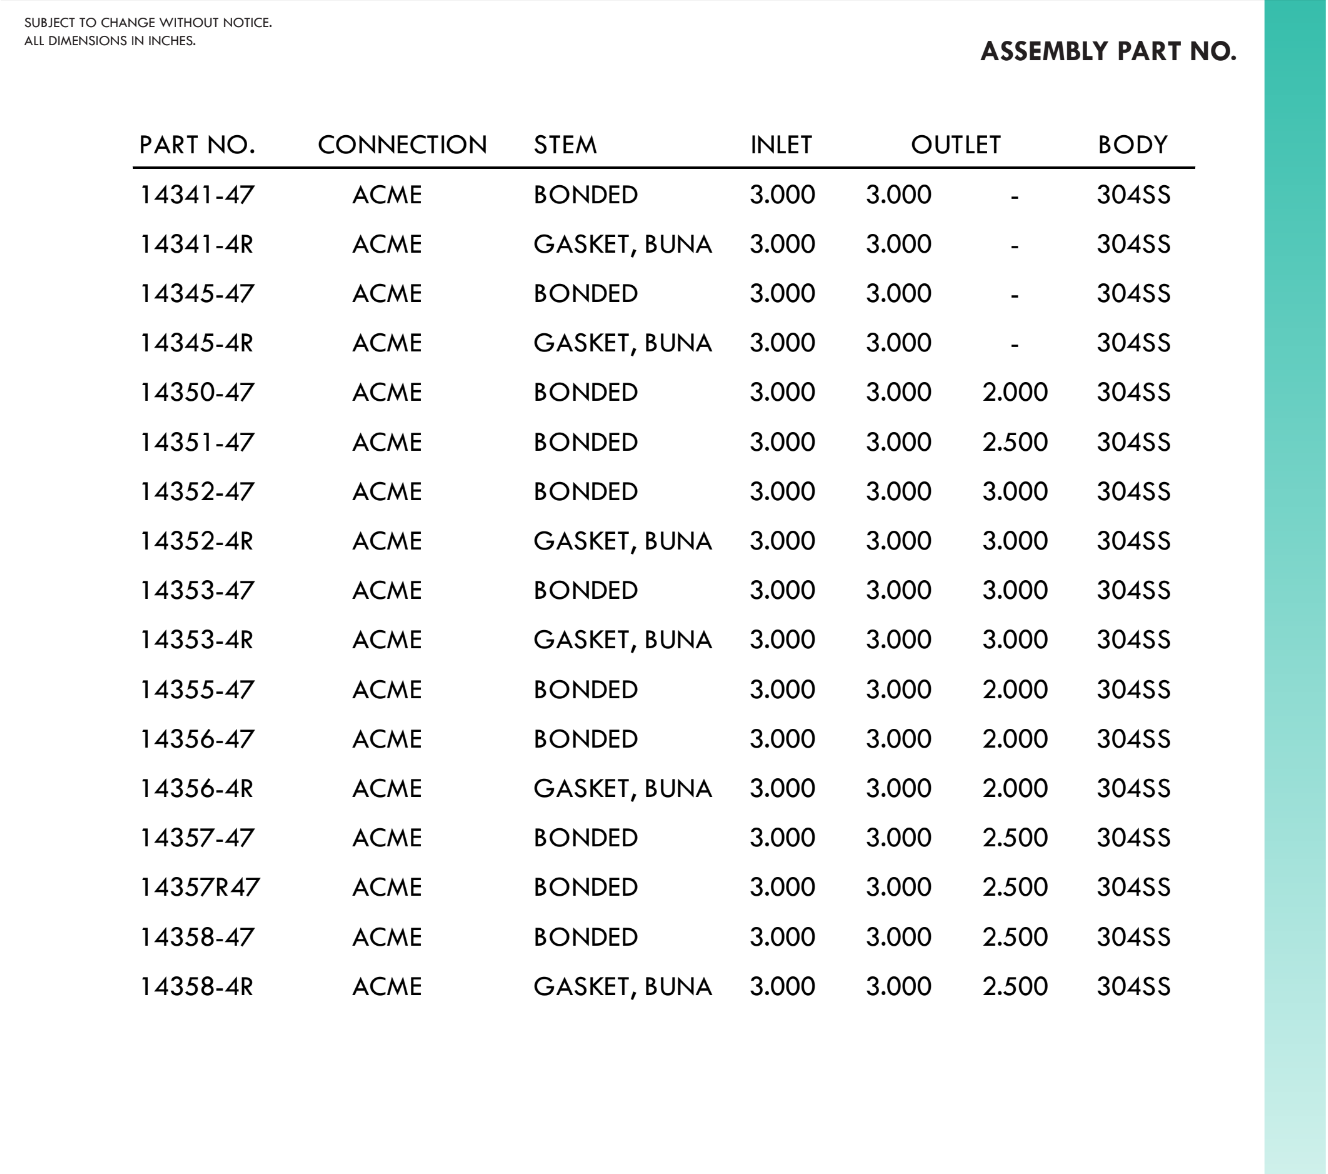 SUBJECT TO CHANGE WITHOUT NOTICE.
ALL DIMENSIONS IN INCHES.
ASSEMBLY PART NO.
PART NO. CONNECTION STEM INLET OUTLET BODY
14341-47 ACME BONDED 3.000 3.000 - 304SS
14341-4R ACME GASKET, BUNA 3.000 3.000 - 304SS
14345-47 ACME BONDED 3.000 3.000 - 304SS
14345-4R ACME GASKET, BUNA 3.000 3.000 - 304SS
14350-47 ACME BONDED 3.000 3.000 2.000 304SS
14351-47 ACME BONDED 3.000 3.000 2.500 304SS
14352-47 ACME BONDED 3.000 3.000 3.000 304SS
14352-4R ACME GASKET, BUNA 3.000 3.000 3.000 304SS
14353-47 ACME BONDED 3.000 3.000 3.000 304SS
14353-4R ACME GASKET, BUNA 3.000 3.000 3.000 304SS
14355-47 ACME BONDED 3.000 3.000 2.000 304SS
14356-47 ACME BONDED 3.000 3.000 2.000 304SS
14356-4R ACME GASKET, BUNA 3.000 3.000 2.000 304SS
14357-47 ACME BONDED 3.000 3.000 2.500 304SS
14357R47 ACME BONDED 3.000 3.000 2.500 304SS
14358-47 ACME BONDED 3.000 3.000 2.500 304SS
14358-4R ACME GASKET, BUNA 3.000 3.000 2.500 304SS